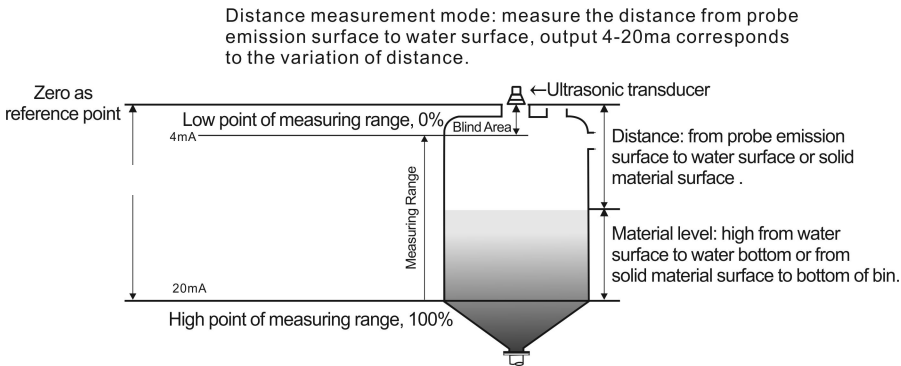 Distance measurement mode: measure the distance from probe
emission surface to water surface, output 4-20ma corresponds
to the variation of distance.
←Ultrasonic transducer
Zero as
reference point
Low point of measuring range, 0%
Blind Area
4mA
Distance: from probe emission
surface to water surface or solid
material surface .
Measuring Range
Material level: high from water
surface to water bottom or from
solid material surface to bottom of bin.
20mA
High point of measuring range, 100%